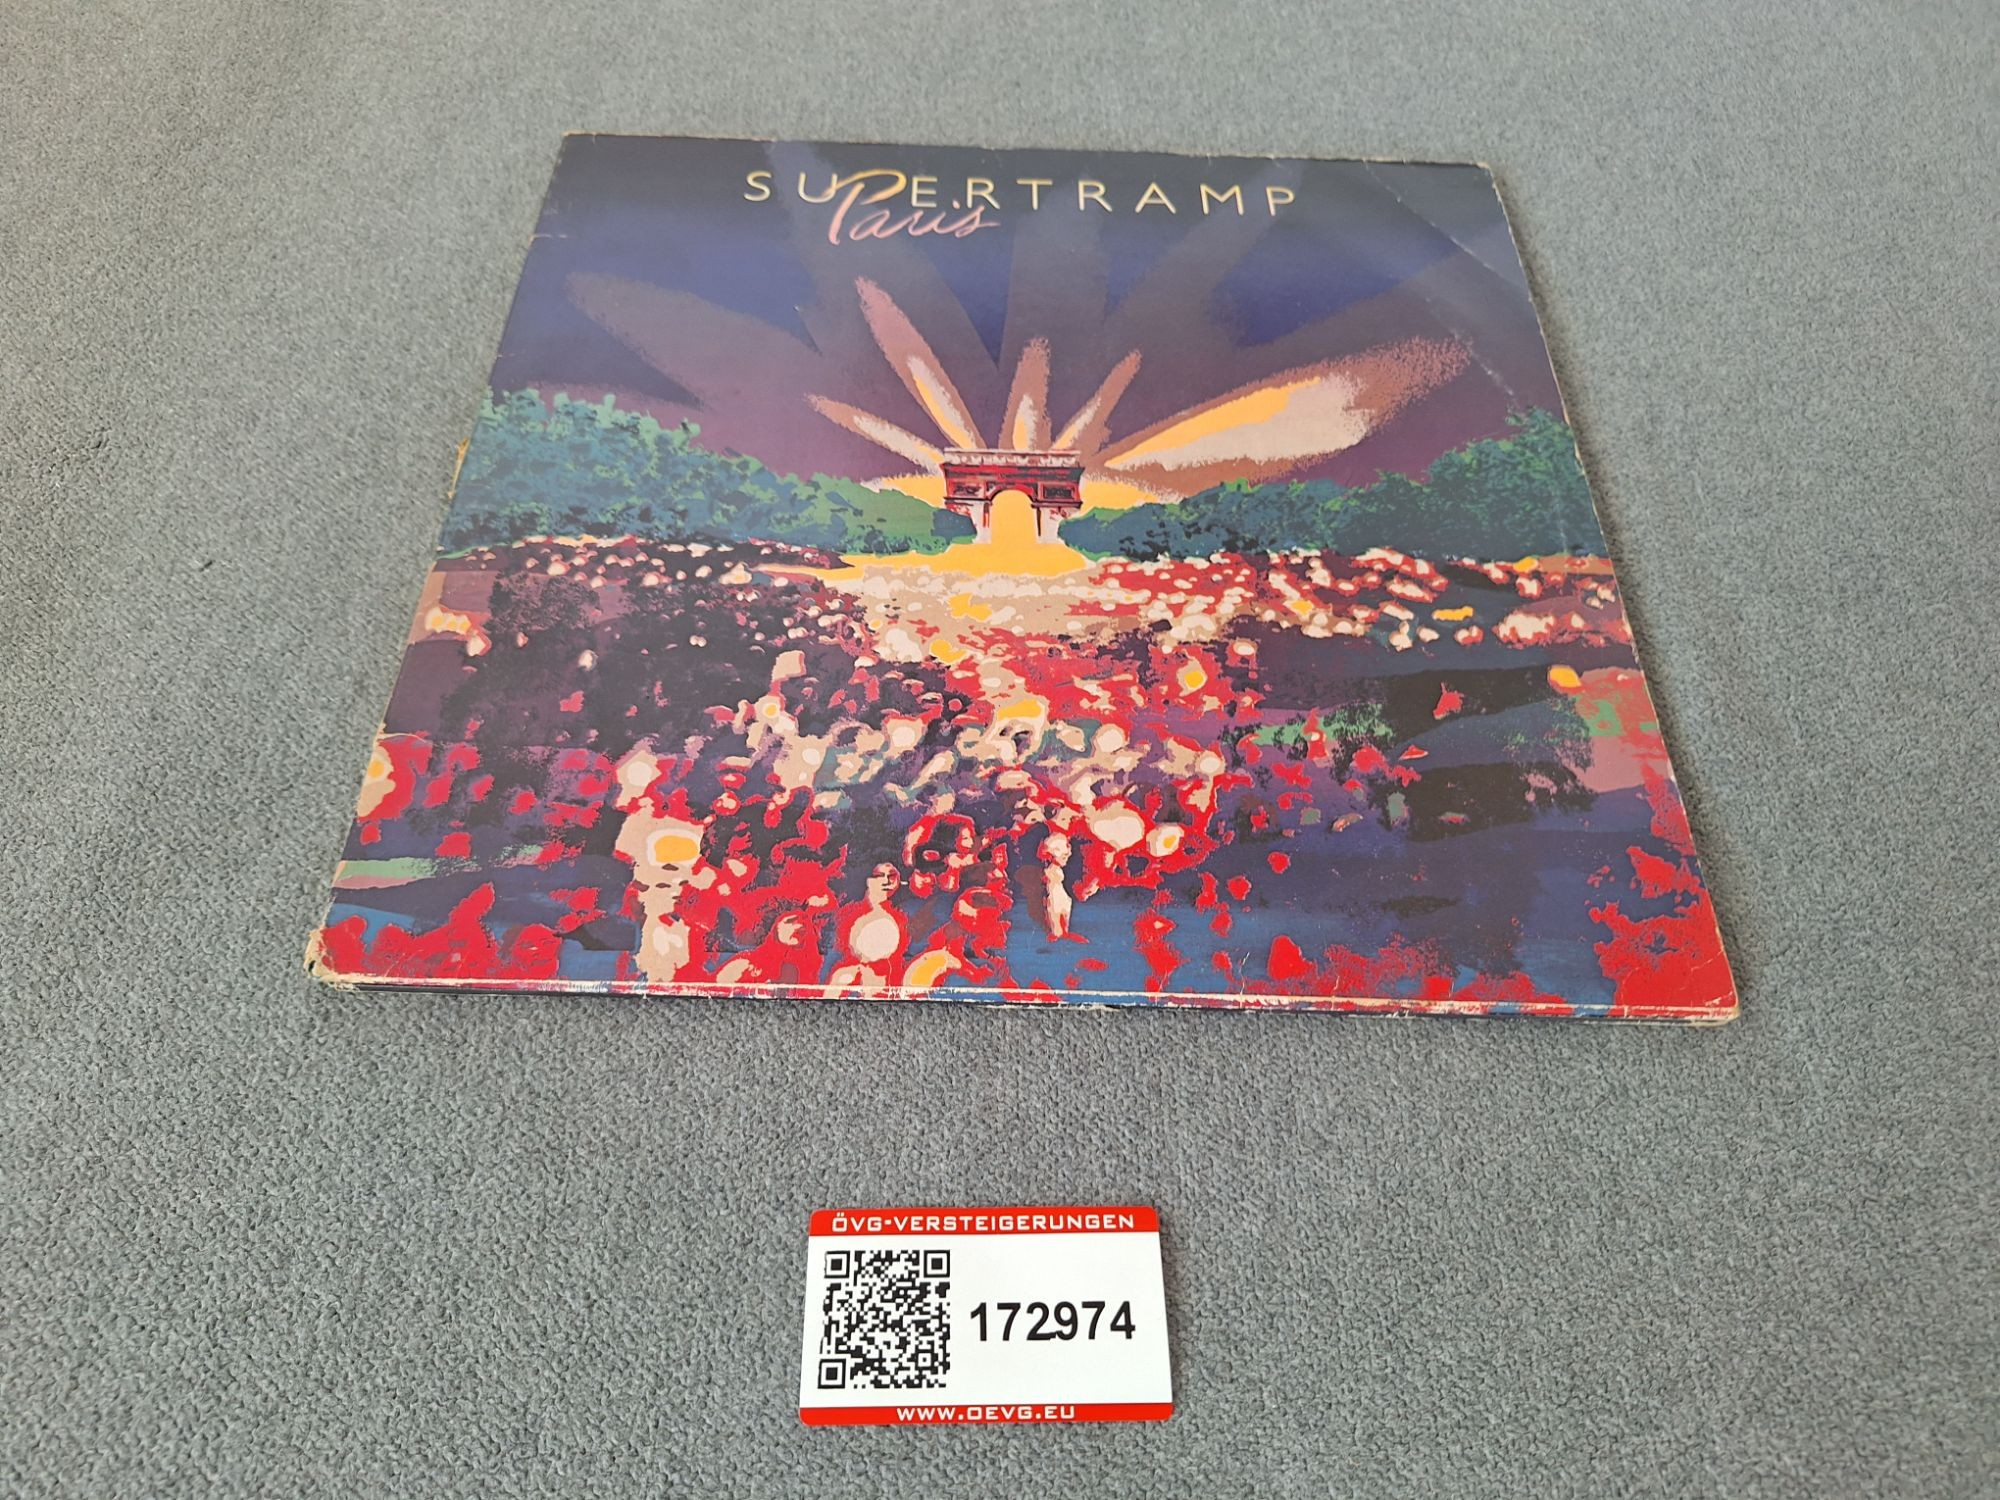 SUPERTRAMP
Paris
ÖVG-VERSTEIGERUNGEN
172974
WWW.OEVG.EU